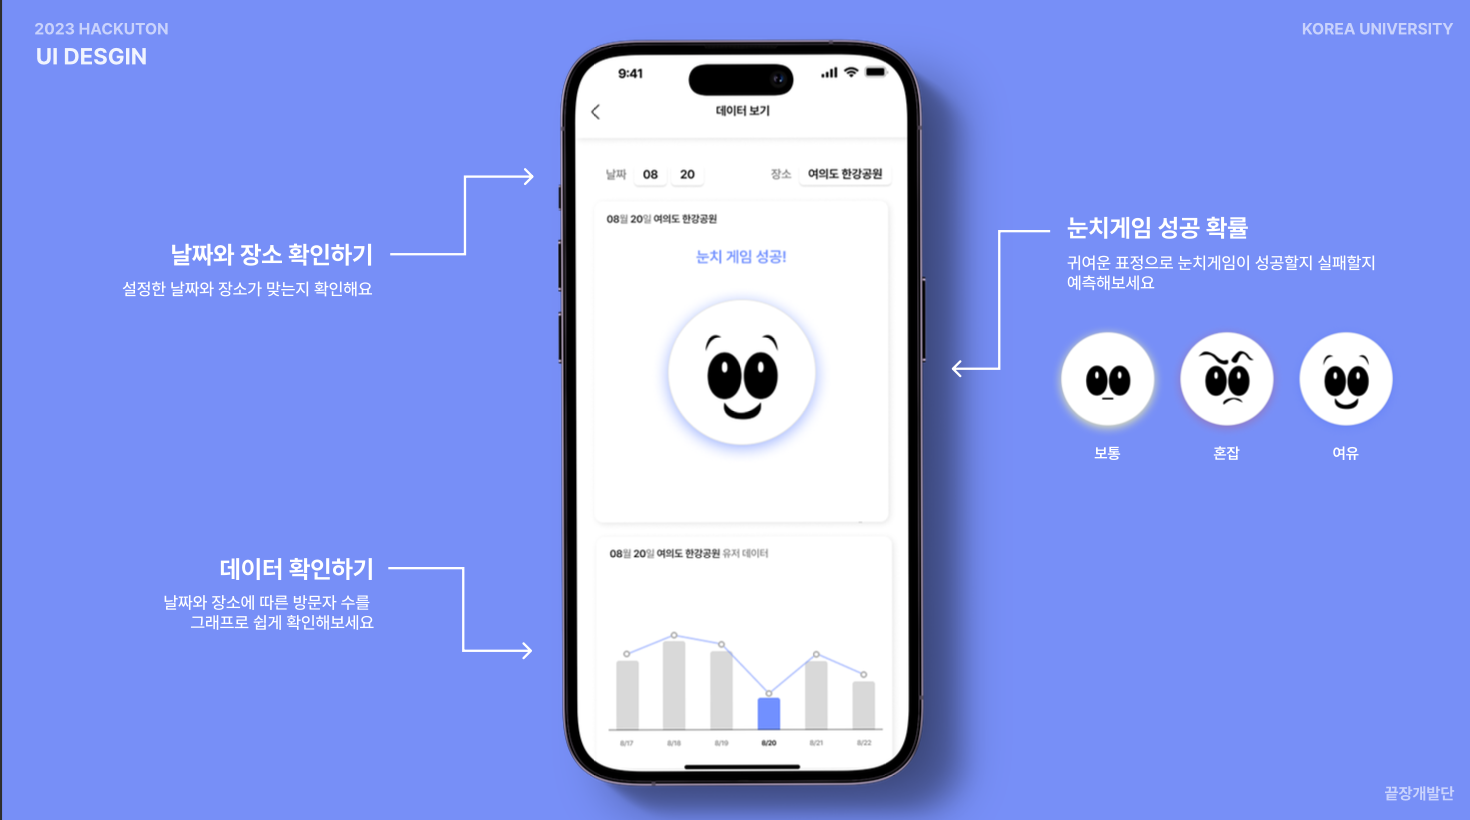 2023 HACKUTON
UI DESGIN
KOREA UNIVERSITY
9:41
데이터 보기
날짜 08 20 장소 여의도 한강공원
08월 20일 여의도 한강공원
눈치 게임 성공!
날짜와 장소 확인하기
설정한 날짜와 장소가 맞는지 확인해요
눈치게임 성공 확률
귀여운 표정으로 눈치게임이 성공할지 실패할지
예측해보세요
보통 혼잡 여유
08월 20일 여의도 한강공원 유저 데이터
데이터 확인하기
날짜와 장소에 따른 방문자 수를
그래프로 쉽게 확인해보세요
8/17 8/18 8/19 8/20 8/21 8/22
끝장개발단